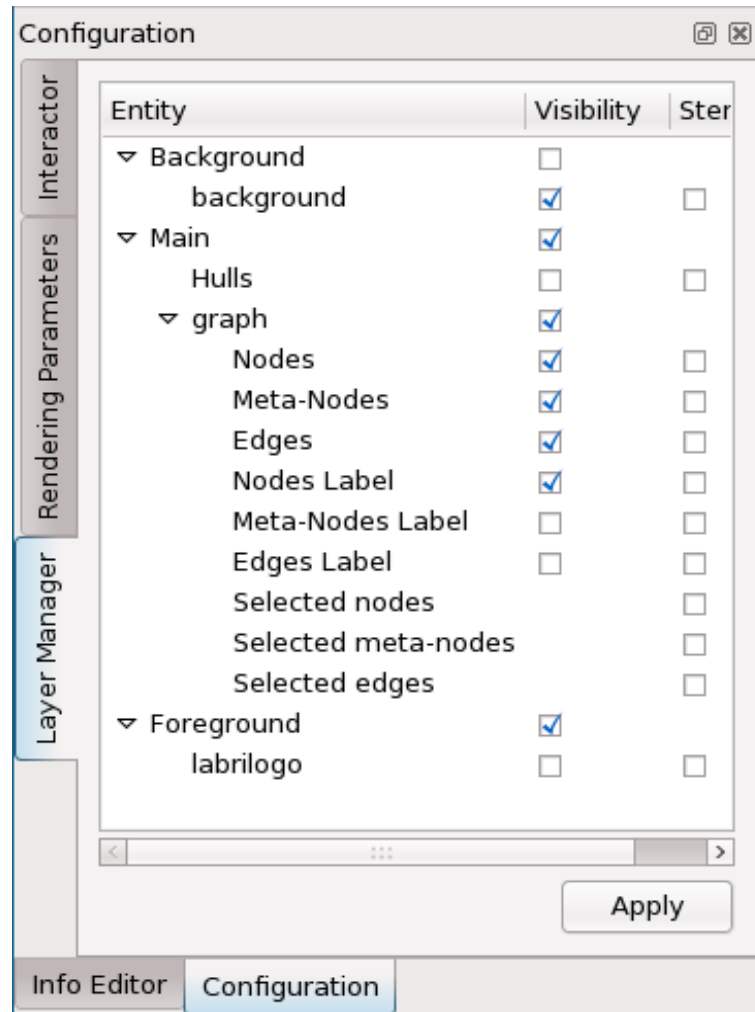 Configuration
Interactor
Rendering Parameters
Layer Manager
Entity Visibility Sten
Background
background
Main
Hulls
graph
Nodes
Meta-Nodes
Edges
Nodes Label
Meta-Nodes Label
Edges Label
Selected nodes
Selected meta-nodes
Selected edges
Foreground
labrilogo
Apply
Info Editor Configuration